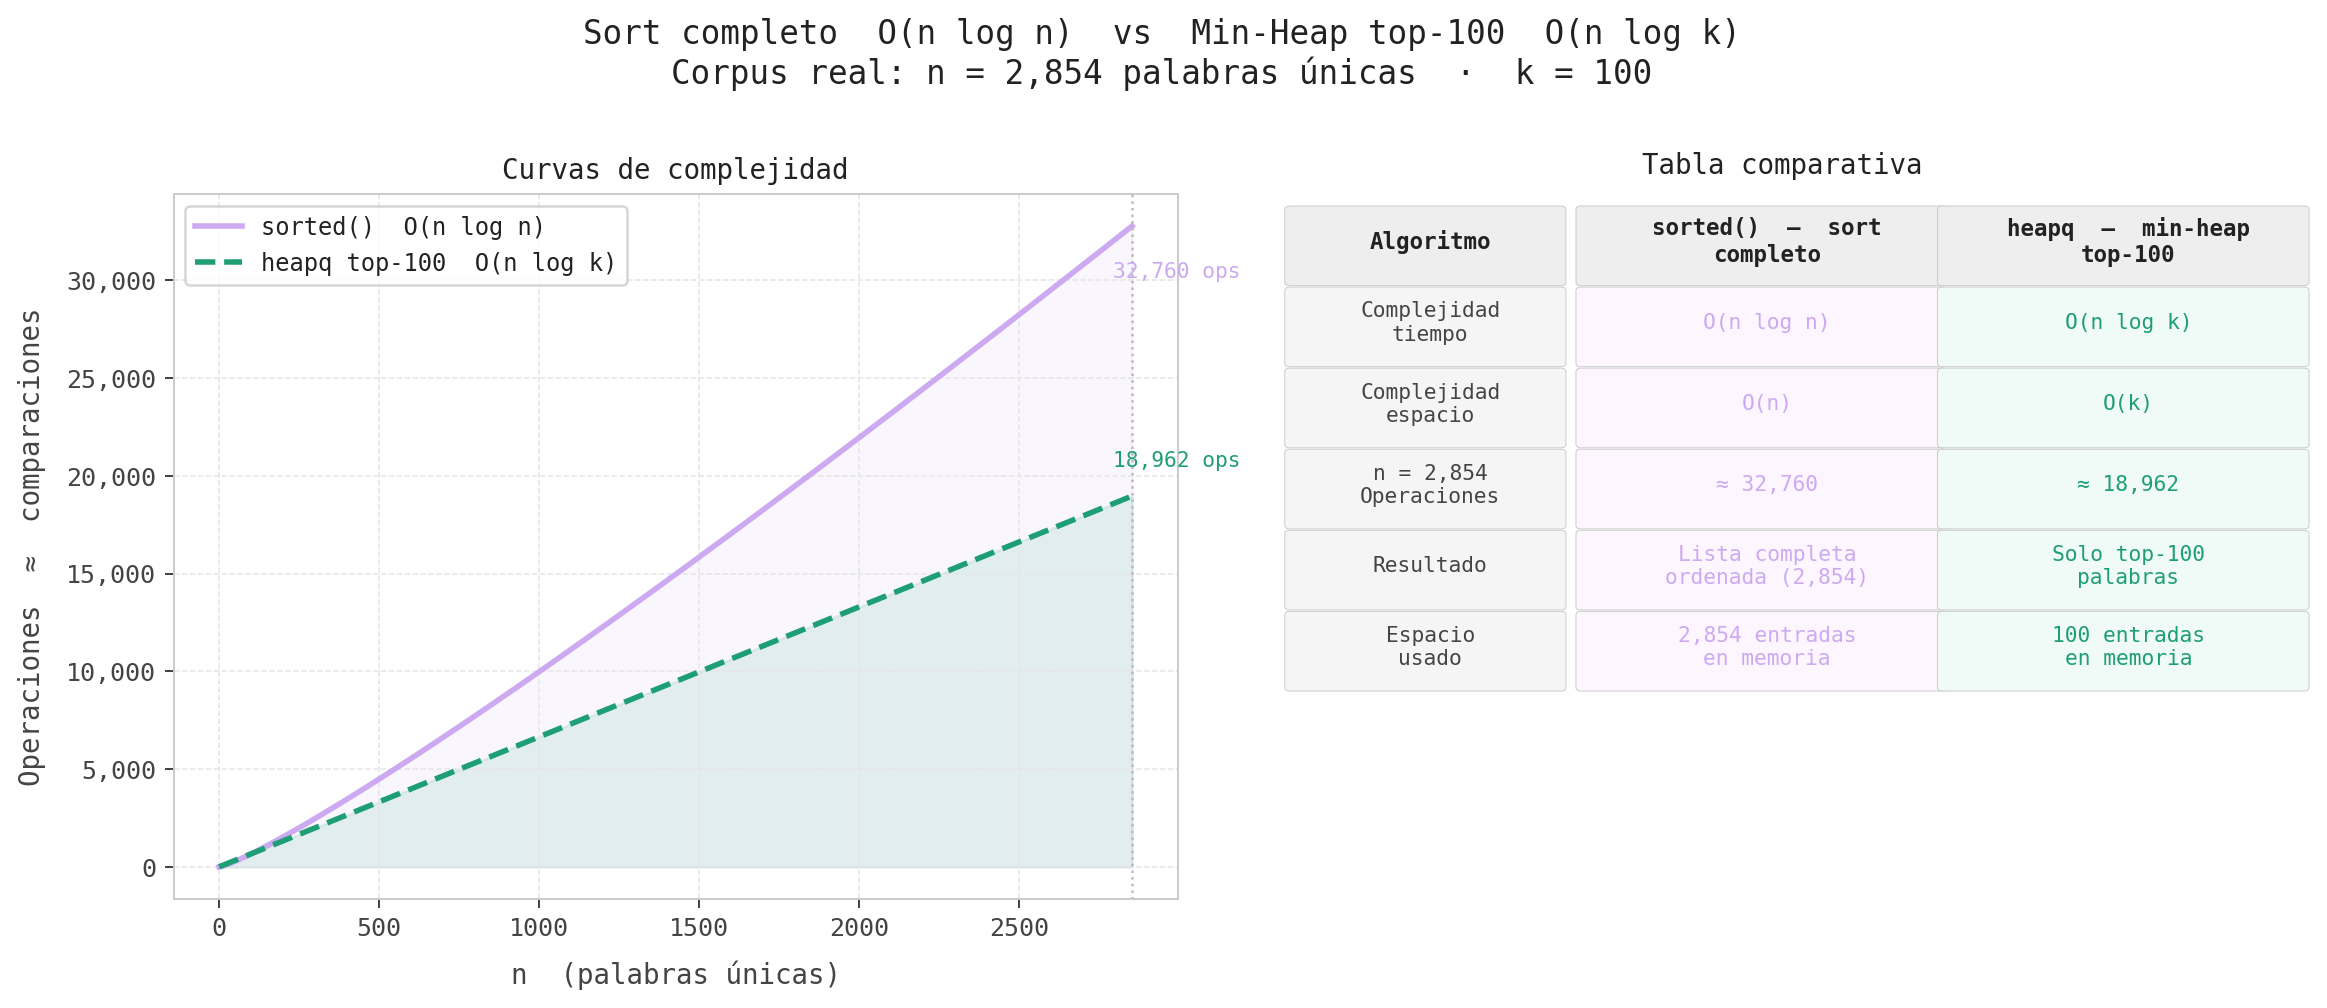 Sort completo  O(n log n)  vs  Min-Heap top-100  O(n log k)
Corpus real: n = 2,854 palabras únicas  ·  k = 100
Curvas de complejidad
sorted()  O(n log n)
heapq top-100  O(n log k)
32,760 ops
18,962 ops
30,000
25,000
20,000
15,000
10,000
5,000
0
Operaciones  ≈  comparaciones
0
500
1000
1500
2000
2500
n  (palabras únicas)
Tabla comparativa
Algoritmo
sorted()  —  sort
completo
heapq  —  min-heap
top-100
Complejidad
tiempo
O(n log n)
O(n log k)
Complejidad
espacio
O(n)
O(k)
n = 2,854
Operaciones
≈ 32,760
≈ 18,962
Resultado
Lista completa
ordenada (2,854)
Solo top-100
palabras
Espacio
usado
2,854 entradas
en memoria
100 entradas
en memoria